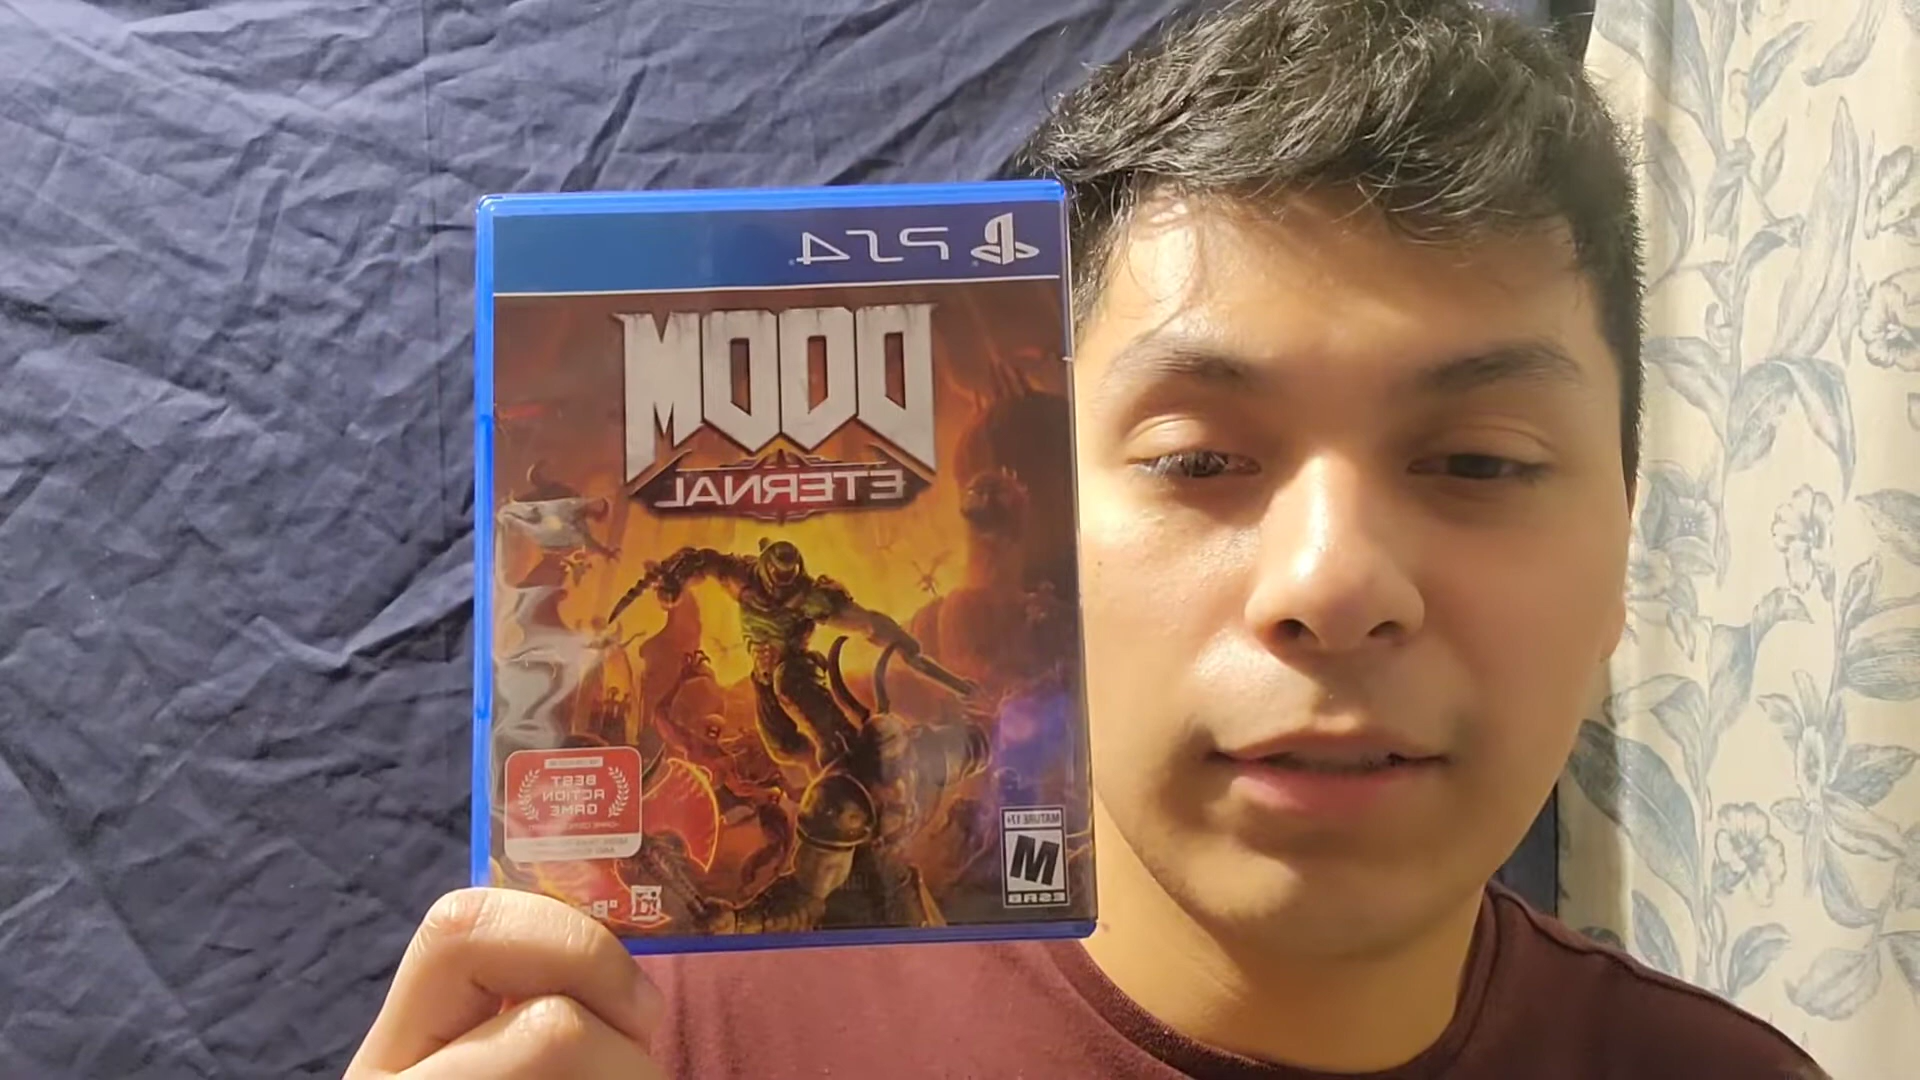 PS4
DOOM
ETERNAL
BEST
ACTION
GAME
MATURE 17+
M
ESRB